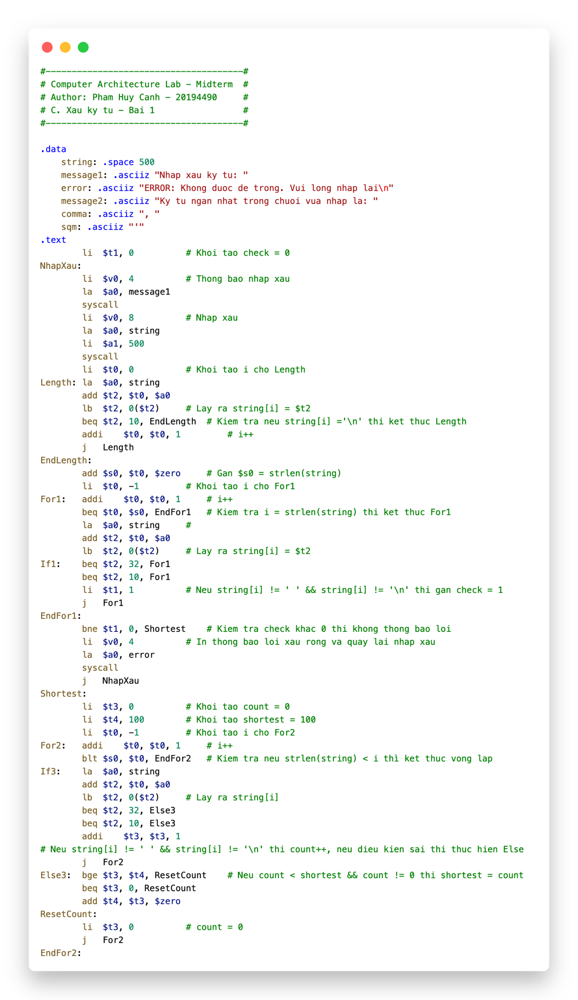 #--------------------------------------#
# Computer Architecture Lab - Midterm  #
# Author: Pham Huy Canh - 20194490     #
# C. Xau ky tu - Bai 1                 #
#--------------------------------------#
.data
    string: .space 500
    message1: .asciiz "Nhap xau ky tu: "
    error: .asciiz "ERROR: Khong duoc de trong. Vui long nhap lai\n"
    message2: .asciiz "Ky tu ngan nhat trong chuoi vua nhap la: "
    comma: .asciiz ", "
    sqm: .asciiz "'"
.text
        li  $t1, 0          # Khoi tao check = 0
NhapXau:
        li  $v0, 4          # Thong bao nhap xau
        la  $a0, message1
        syscall
        li  $v0, 8          # Nhap xau
        la  $a0, string
        li  $a1, 500
        syscall
        li  $t0, 0          # Khoi tao i cho Length
Length: la  $a0, string
        add $t2, $t0, $a0
        lb  $t2, 0($t2)     # Lay ra string[i] = $t2
        beq $t2, 10, EndLength  # Kiem tra neu string[i] ='\n' thi ket thuc Length
        addi    $t0, $t0, 1         # i++
        j   Length
EndLength:
        add $s0, $t0, $zero     # Gan $s0 = strlen(string)
        li  $t0, -1         # Khoi tao i cho For1
For1:   addi    $t0, $t0, 1     # i++
        beq $t0, $s0, EndFor1   # Kiem tra i = strlen(string) thi ket thuc For1
        la  $a0, string     #
        add $t2, $t0, $a0
        lb  $t2, 0($t2)     # Lay ra string[i] = $t2
If1:    beq $t2, 32, For1
        beq $t2, 10, For1
        li  $t1, 1          # Neu string[i] != ' ' && string[i] != '\n' thi gan check = 1
        j   For1
EndFor1:
        bne $t1, 0, Shortest    # Kiem tra check khac 0 thi khong thong bao loi
        li  $v0, 4          # In thong bao loi xau rong va quay lai nhap xau
        la  $a0, error
        syscall
        j   NhapXau
Shortest:
        li  $t3, 0          # Khoi tao count = 0
        li  $t4, 100        # Khoi tao shortest = 100
        li  $t0, -1         # Khoi tao i cho For2
For2:   addi    $t0, $t0, 1     # i++
        blt $s0, $t0, EndFor2   # Kiem tra neu strlen(string) < i thì ket thuc vong lap
If3:    la  $a0, string
        add $t2, $t0, $a0
        lb  $t2, 0($t2)     # Lay ra string[i]
        beq $t2, 32, Else3
        beq $t2, 10, Else3
        addi    $t3, $t3, 1
# Neu string[i] != ' ' && string[i] != '\n' thi count++, neu dieu kien sai thi thuc hien Else
        j   For2
Else3:  bge $t3, $t4, ResetCount    # Neu count < shortest && count != 0 thi shortest = count
        beq $t3, 0, ResetCount
        add $t4, $t3, $zero
ResetCount:
        li  $t3, 0          # count = 0
        j   For2
EndFor2: